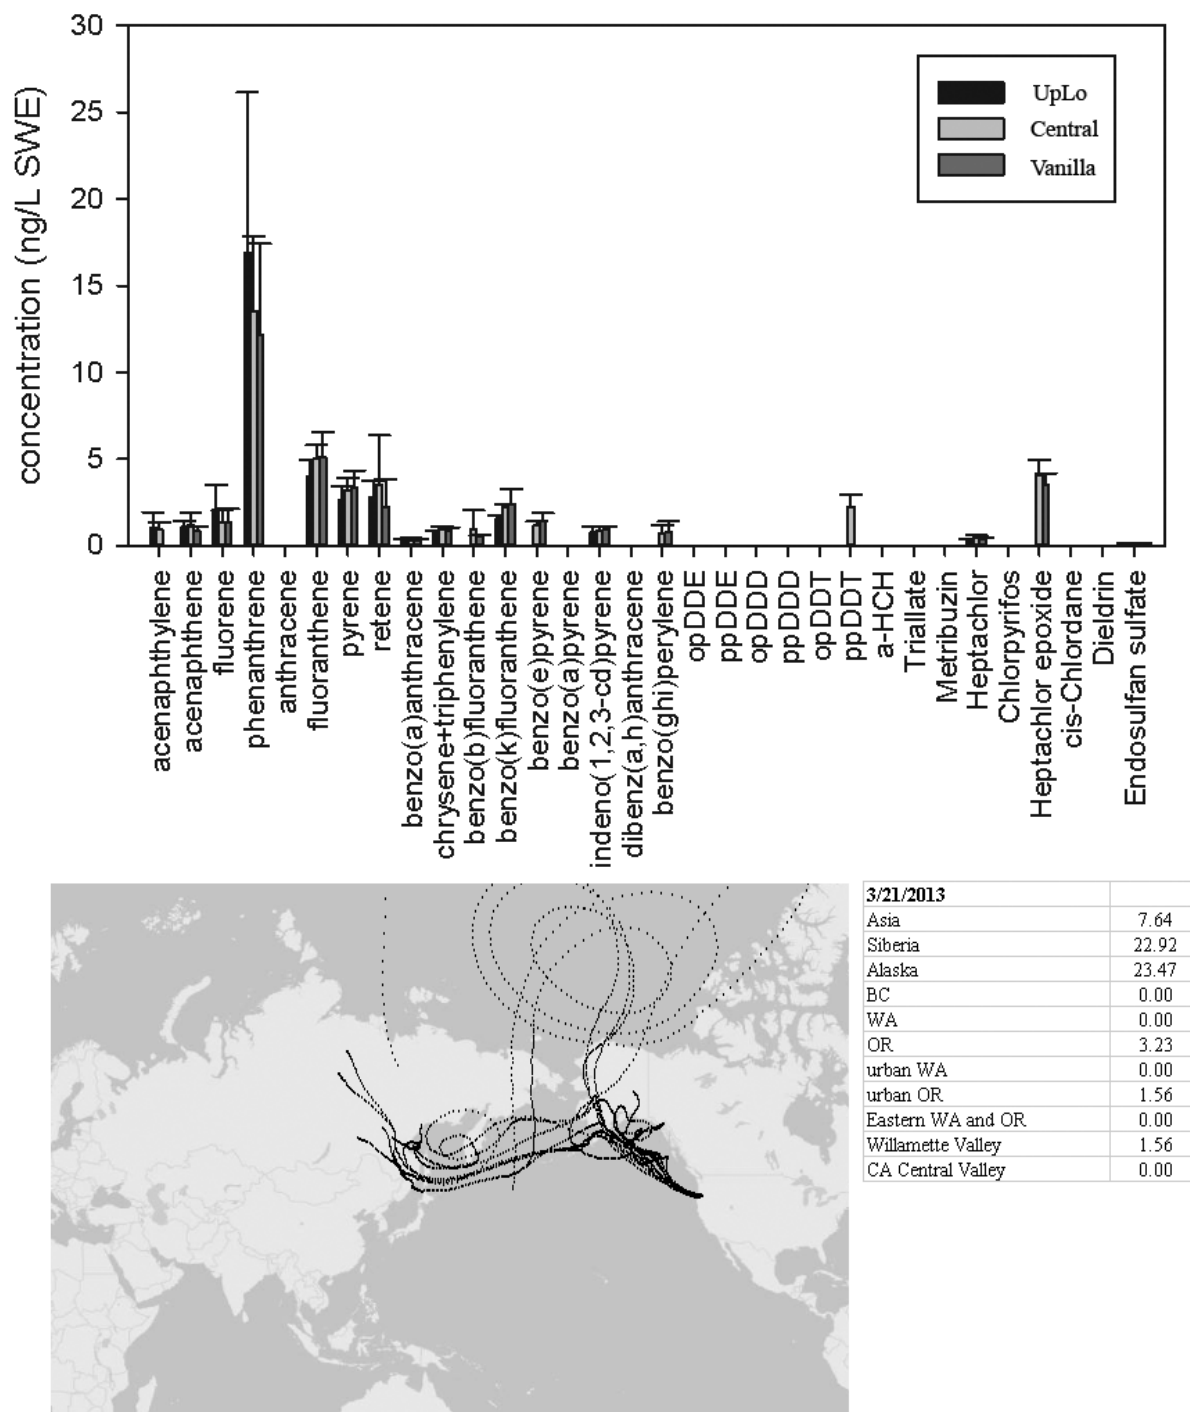 concentration (ng/L SWE)
30
25
20
15
10
5
0
UpLo
Central
Vanilla
acenaphthylene
acenaphthene
fluorene
phenanthrene
anthracene
fluoranthene
pyrene
retene
benzo(a)anthracene
chrysene+triphenylene
benzo(b)fluoranthene
benzo(k)fluoranthene
benzo(e)pyrene
benzo(a)pyrene
indeno(1,2,3-cd)pyrene
dibenz(a,h)anthracene
benzo(ghi)perylene
opDDE
ppDDE
opDDD
ppDDD
opDDT
ppDDT
a-HCH
Triallate
Metribuzin
Heptachlor
Chlorpyrifos
Heptachlor epoxide
cis-Chlordane
Dieldrin
Endosulfan sulfate
3/21/2013
Asia 7.64
Siberia 22.92
Alaska 23.47
BC 0.00
WA 0.00
OR 3.23
urban WA 0.00
urban OR 1.56
Eastern WA and OR 0.00
Willamette Valley 1.56
CA Central Valley 0.00